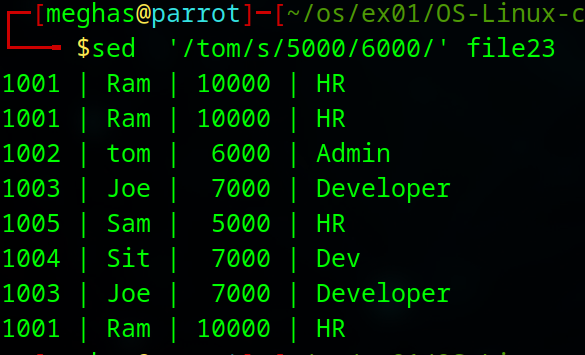 ┌─[meghas@parrot]─[~/os/ex01/OS-Linux-c
└──╼ $sed  '/tom/s/5000/6000/' file23
1001 | Ram | 10000 | HR
1001 | Ram | 10000 | HR
1002 | tom |  6000 | Admin
1003 | Joe |  7000 | Developer
1005 | Sam |  5000 | HR
1004 | Sit |  7000 | Dev
1003 | Joe |  7000 | Developer
1001 | Ram | 10000 | HR